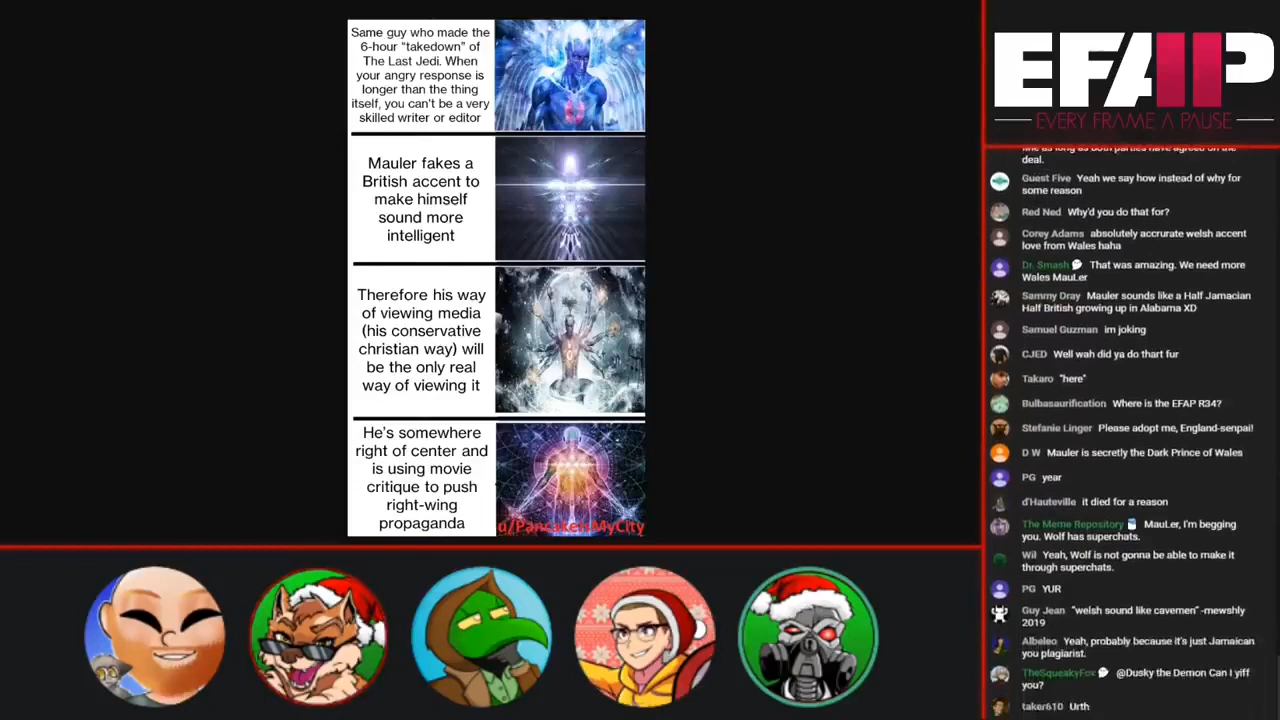 Same guy who made the
6-hour "takedown" of
The Last Jedi. When
your angry response is
longer than the thing
itself, you can't be a very
skilled writer or editor
Mauler fakes a
British accent to
make himself
sound more
intelligent
Therefore his way
of viewing media
(his conservative
christian way) will
be the only real
way of viewing it
He's somewhere
right of center and
is using movie
critique to push
right-wing
propaganda
u/PancakeIsMyCity
EFAP
EVERY FRAME A PAUSE
as long as both parties have agreed on the
deal.
Guest Five Yeah we say how instead of why for
some reason
Red Ned Why'd you do that for?
Corey Adams absolutely accrurate welsh accent
love from Wales haha
Dr. Smash That was amazing. We need more
Wales MauLer
Sammy Dray Mauler sounds like a Half Jamacian
Half British growing up in Alabama XD
Samuel Guzman im joking
CJED Well wah did ya do thart fur
Takaro "here"
Bulbasaurification Where is the EFAP R34?
Stefanie Linger Please adopt me, England-senpai!
D W Mauler is secretly the Dark Prince of Wales
PG year
d'Hauteville it died for a reason
The Meme Repository MauLer, I'm begging
you. Wolf has superchats.
Wil Yeah, Wolf is not gonna be able to make it
through superchats.
PG YUR
Guy Jean "welsh sound like cavemen" -mewshly
2019
Albeleo Yeah, probably because it's just Jamaican
you plagiarist.
TheSqueakyFox @Dusky the Demon Can I yiff
you?
taker610 Urth